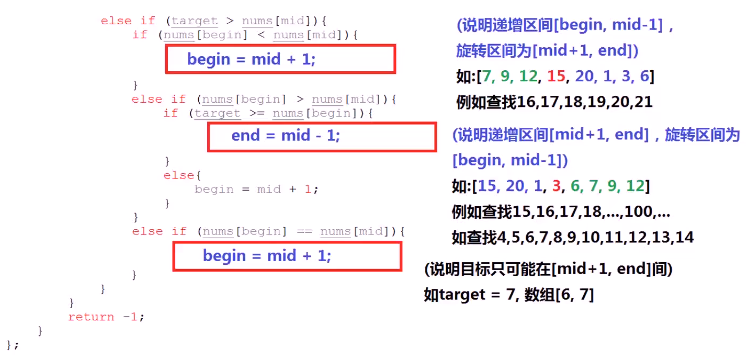 else if (target > nums[mid]){
if (nums[begin] < nums[mid]){
begin = mid + 1;
}
else if (nums[begin] > nums[mid]){
if (target >= nums[begin]){
end = mid - 1;
}
else{
begin = mid + 1;
}
}
else if (nums[begin] == nums[mid]){
begin = mid + 1;
}
}
}
return -1;
}
};
(说明递增区间[begin, mid-1]，
旋转区间为[mid+1, end])
如:[7, 9, 12, 15, 20, 1, 3, 6]
例如查找16,17,18,19,20,21
(说明递增区间[mid+1, end]，旋转区间为
[begin, mid-1])
如:[15, 20, 1, 3, 6, 7, 9, 12]
例如查找15,16,17,18,...,100,...
如查找4,5,6,7,8,9,10,11,12,13,14
(说明目标只可能在[mid+1, end]间)
如target = 7, 数组[6, 7]